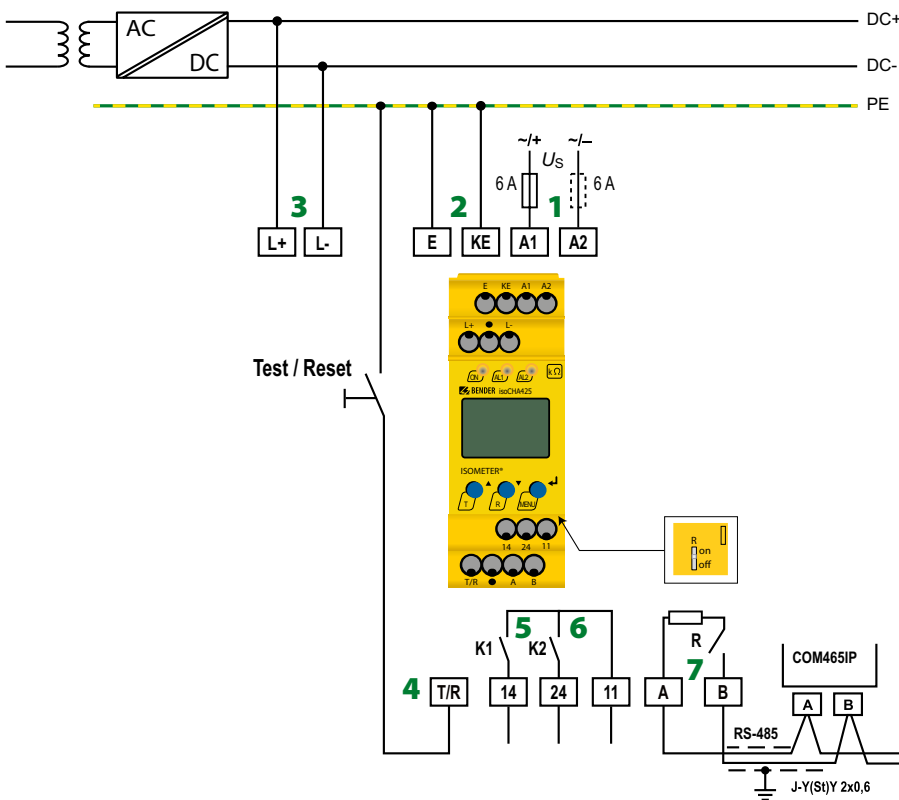 AC
DC
DC+
DC-
PE
~/+
~/–
US
6 A
6 A
3
2
1
L+
L-
E
KE
A1
A2
E KE A1 A2
L+ L-
Test / Reset
ON AL1 AL2 kΩ
BENDER isoCHA425
ISOMETER®
T R MENU
14 24 11
T/R A B
R
on
off
5
6
K1
K2
R
7
COM465IP
4
T/R
14
24
11
A
B
A
B
RS-485
J-Y(St)Y 2x0,6